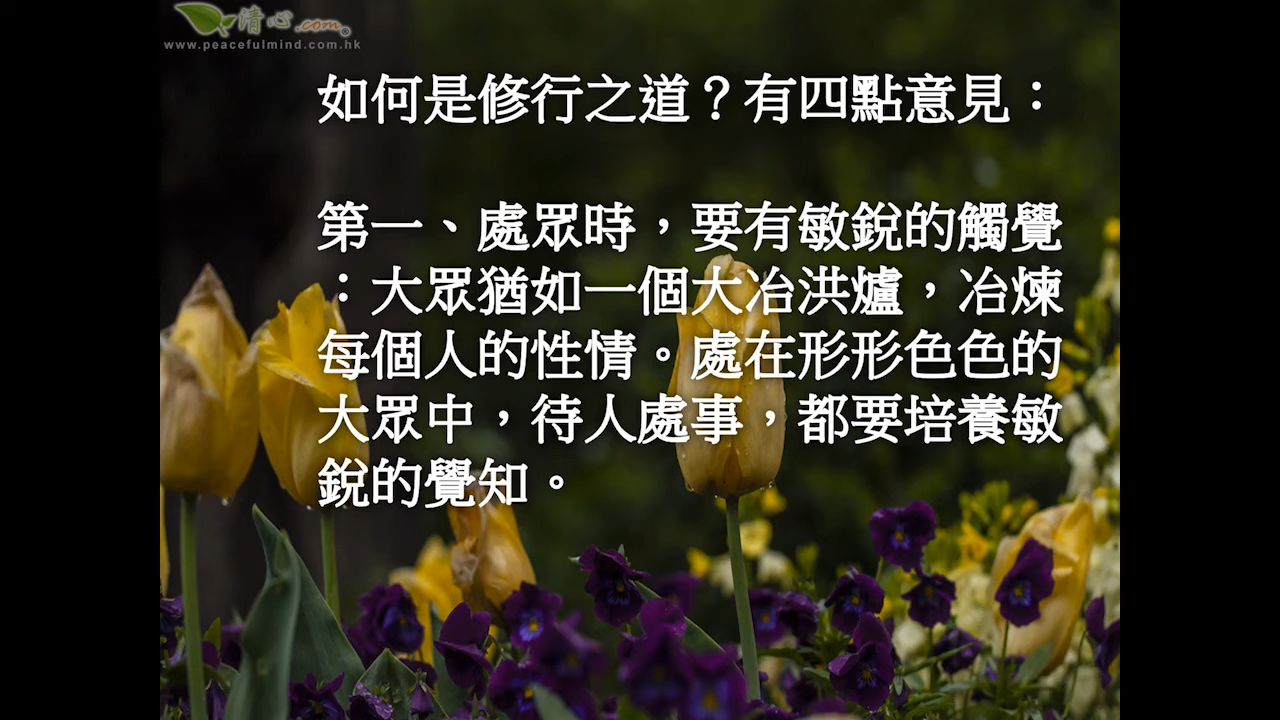 清心.com
www.peacefulmind.com.hk
如何是修行之道？有四點意見：
第一、處眾時，要有敏銳的觸覺
：大眾猶如一個大冶洪爐，冶煉
每個人的性情。處在形形色色的
大眾中，待人處事，都要培養敏
銳的覺知。